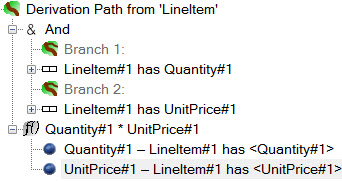 Derivation Path from 'LineItem'
& And
Branch 1:
LineItem#1 has Quantity#1
Branch 2:
LineItem#1 has UnitPrice#1
f() Quantity#1 * UnitPrice#1
Quantity#1 – LineItem#1 has <Quantity#1>
UnitPrice#1 – LineItem#1 has <UnitPrice#1>